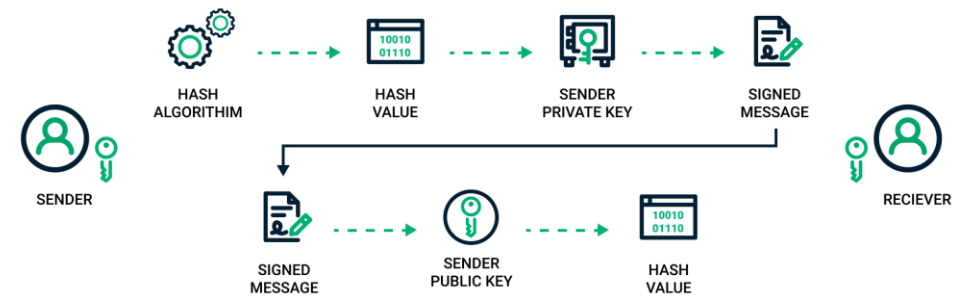 10010
01110
HASH
ALGORITHIM
HASH
VALUE
SENDER
PRIVATE KEY
SIGNED
MESSAGE
SENDER
RECIEVER
10010
01110
SIGNED
MESSAGE
SENDER
PUBLIC KEY
HASH
VALUE